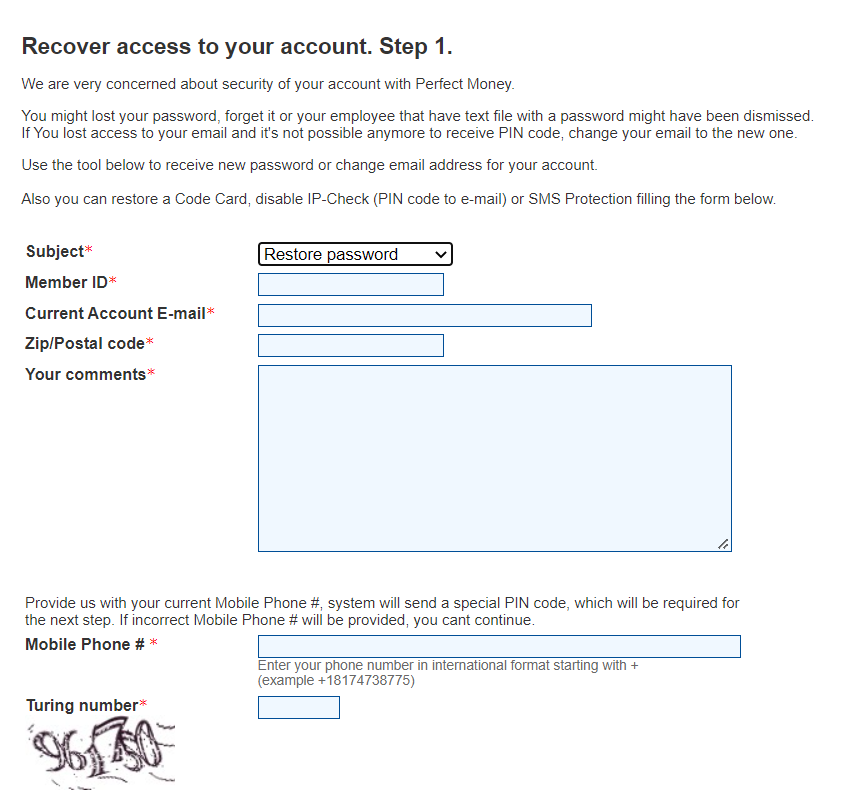 Recover access to your account. Step 1.
We are very concerned about security of your account with Perfect Money.
You might lost your password, forget it or your employee that have text file with a password might have been dismissed.
If You lost access to your email and it's not possible anymore to receive PIN code, change your email to the new one.
Use the tool below to receive new password or change email address for your account.
Also you can restore a Code Card, disable IP-Check (PIN code to e-mail) or SMS Protection filling the form below.
Subject* Restore password
Member ID*
Current Account E-mail*
Zip/Postal code*
Your comments*
Provide us with your current Mobile Phone #, system will send a special PIN code, which will be required for
the next step. If incorrect Mobile Phone # will be provided, you cant continue.
Mobile Phone # *
Enter your phone number in international format starting with +
(example +18174738775)
Turing number*